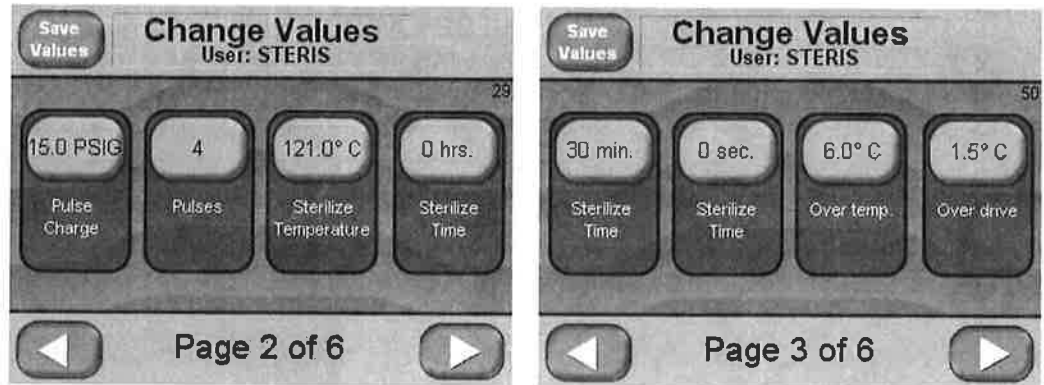 Save
Values
Change Values
User: STERIS
29
15.0 PSIG
4
121.0° C
0 hrs.
Pulse
Charge
Pulses
Sterilize
Temperature
Sterilize
Time
Page 2 of 6
Save
Values
Change Values
User: STERIS
50
30 min.
0 sec.
6.0° C
1.5° C
Sterilize
Time
Sterilize
Time
Over temp.
Over drive
Page 3 of 6